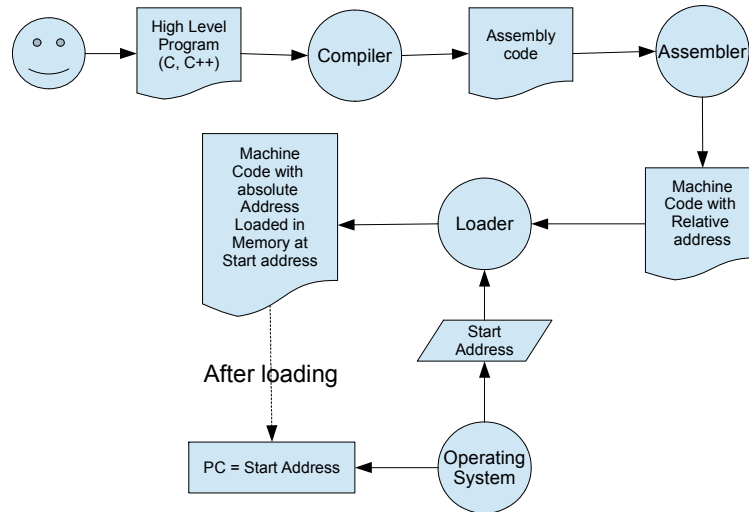 High Level
Program
(C, C++)
Compiler
Assembly
code
Assembler
Machine
Code with
Relative
address
Loader
Machine
Code with
absolute
Address
Loaded in
Memory at
Start address
Start
Address
After loading
PC = Start Address
Operating
System